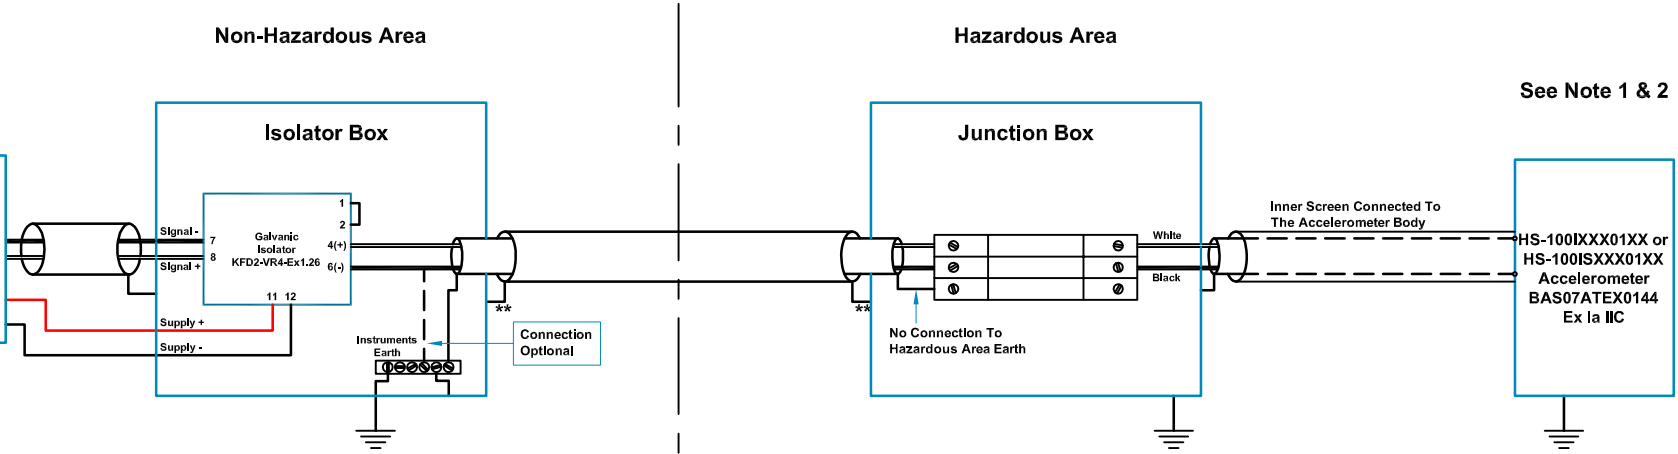 Non-Hazardous Area
Hazardous Area
See Note 1 & 2
Isolator Box
Junction Box
Signal -
7
8
Signal +
Galvanic
Isolator
KFD2-VR4-Ex1.26
1
2
4(+)
6(-)
11 12
Supply +
Supply -
Instruments
Earth
**
Connection
Optional
**
No Connection To
Hazardous Area Earth
White
Black
Inner Screen Connected To
The Accelerometer Body
HS-100IXXX01XX or
HS-100ISXXX01XX
Accelerometer
BAS07ATEX0144
Ex Ia IIC